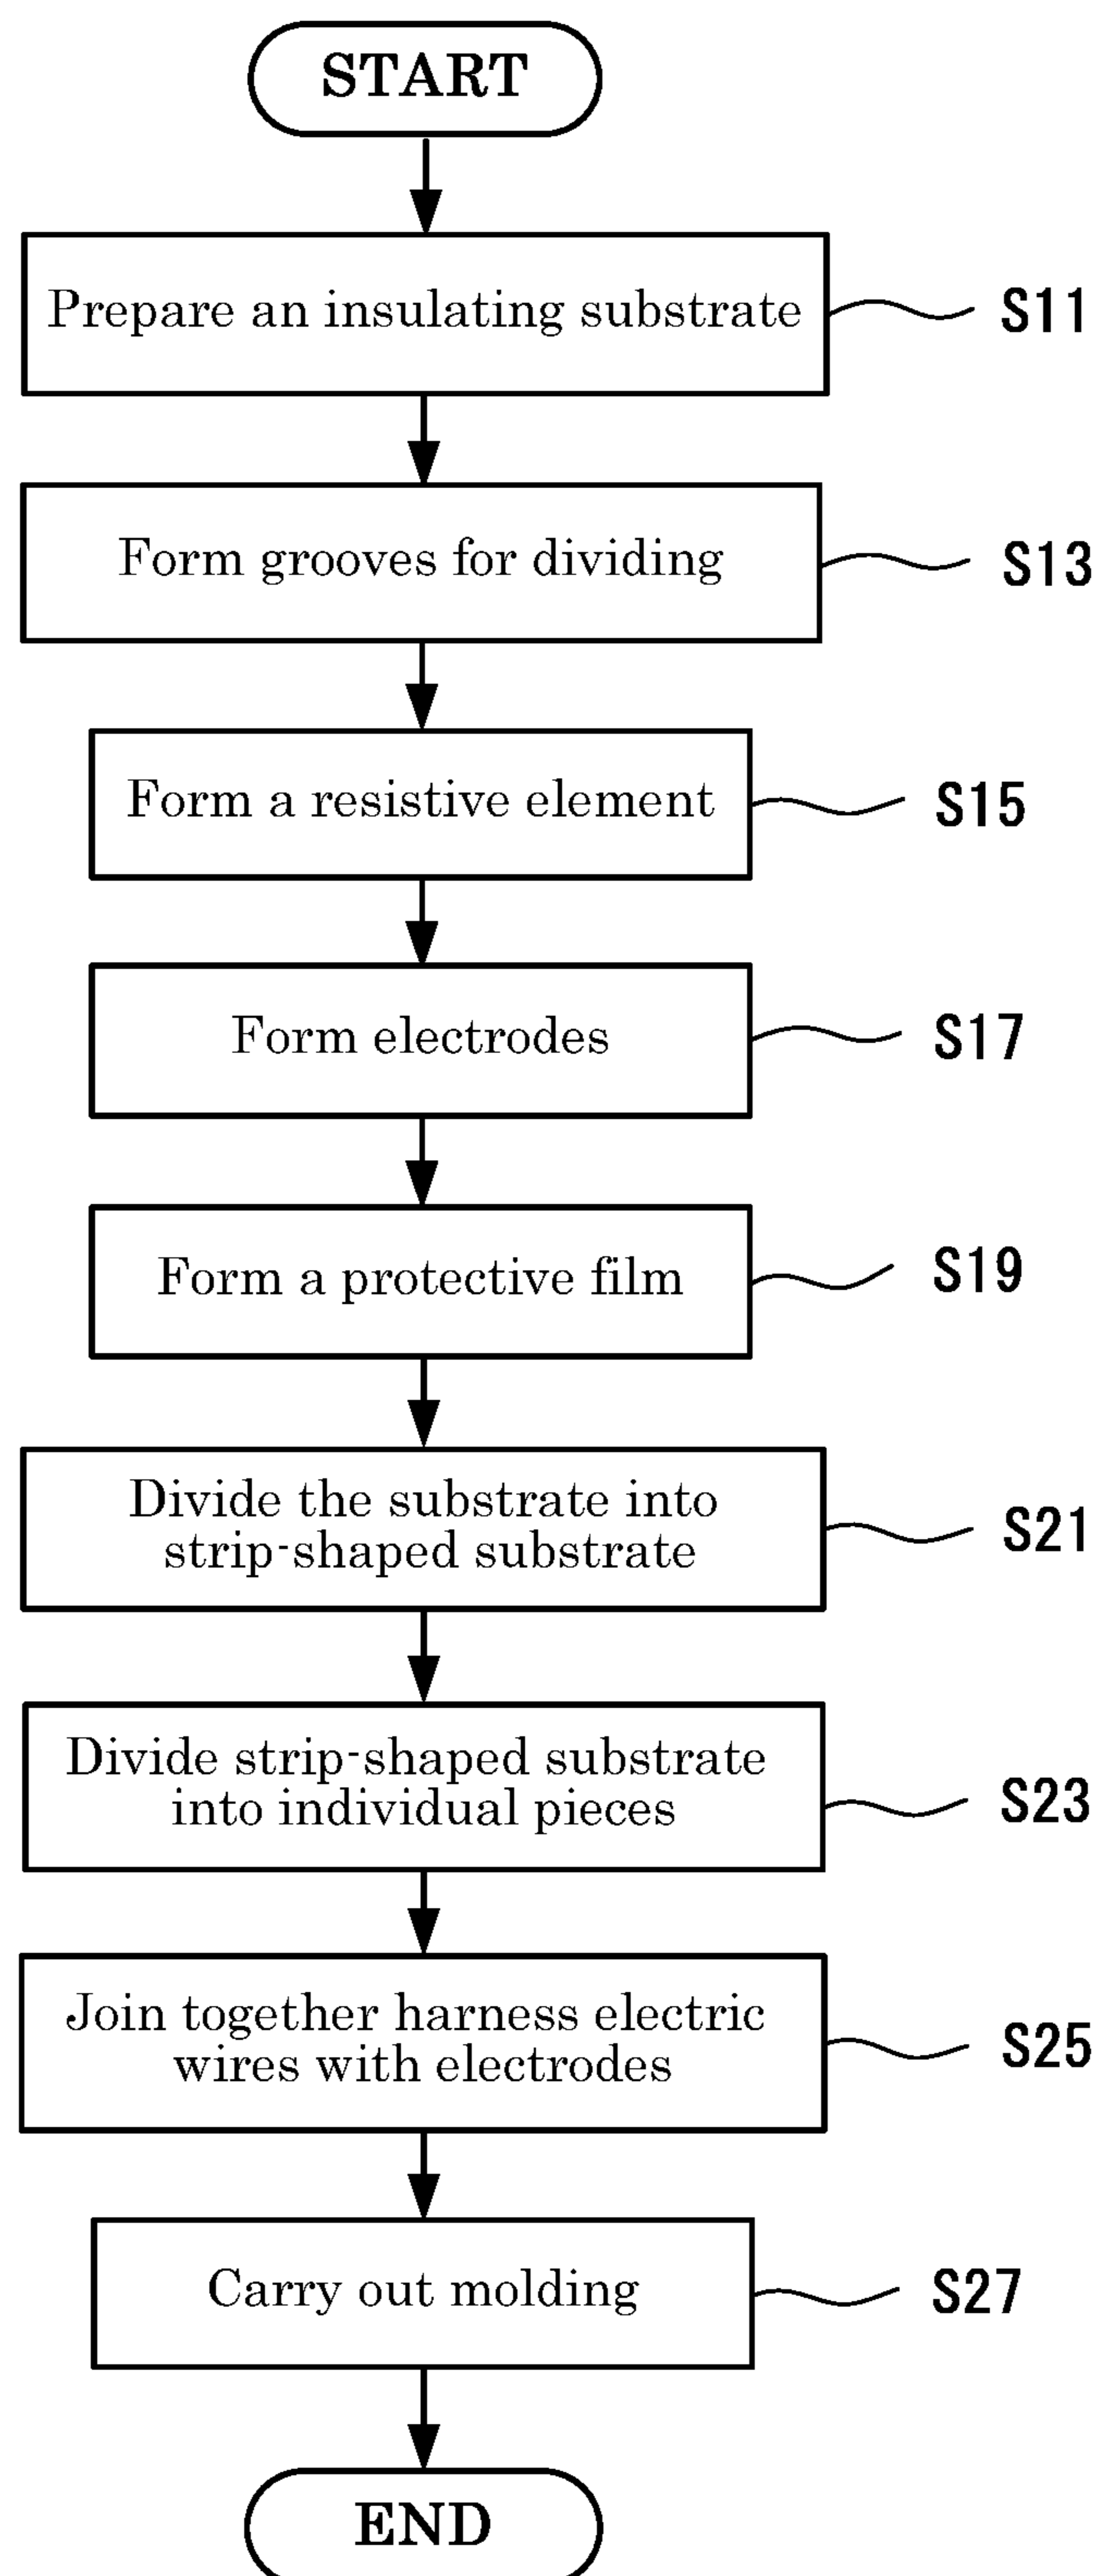 START
Prepare an insulating substrate
S11
Form grooves for dividing
S13
Form a resistive element
S15
Form electrodes
S17
Form a protective film
S19
Divide the substrate into
strip-shaped substrate
S21
Divide strip-shaped substrate
into individual pieces
S23
Join together harness electric
wires with electrodes
S25
Carry out molding
S27
END